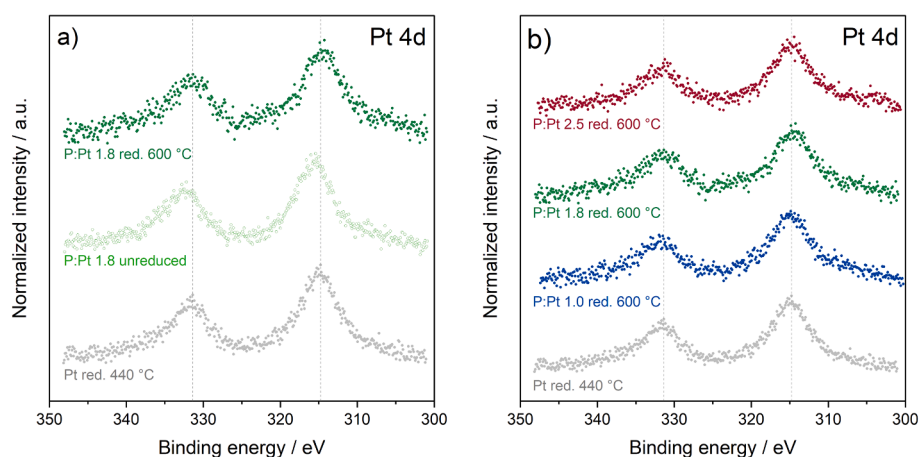 a)
Pt 4d
P:Pt 1.8 red. 600 °C
P:Pt 1.8 unreduced
Pt red. 440 °C
Normalized intensity / a.u.
350 340 330 320 310 300
Binding energy / eV
b)
Pt 4d
P:Pt 2.5 red. 600 °C
P:Pt 1.8 red. 600 °C
P:Pt 1.0 red. 600 °C
Pt red. 440 °C
Normalized intensity / a.u.
350 340 330 320 310 300
Binding energy / eV